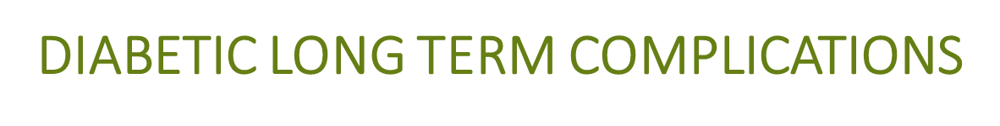 DIABETIC LONG TERM COMPLICATIONS